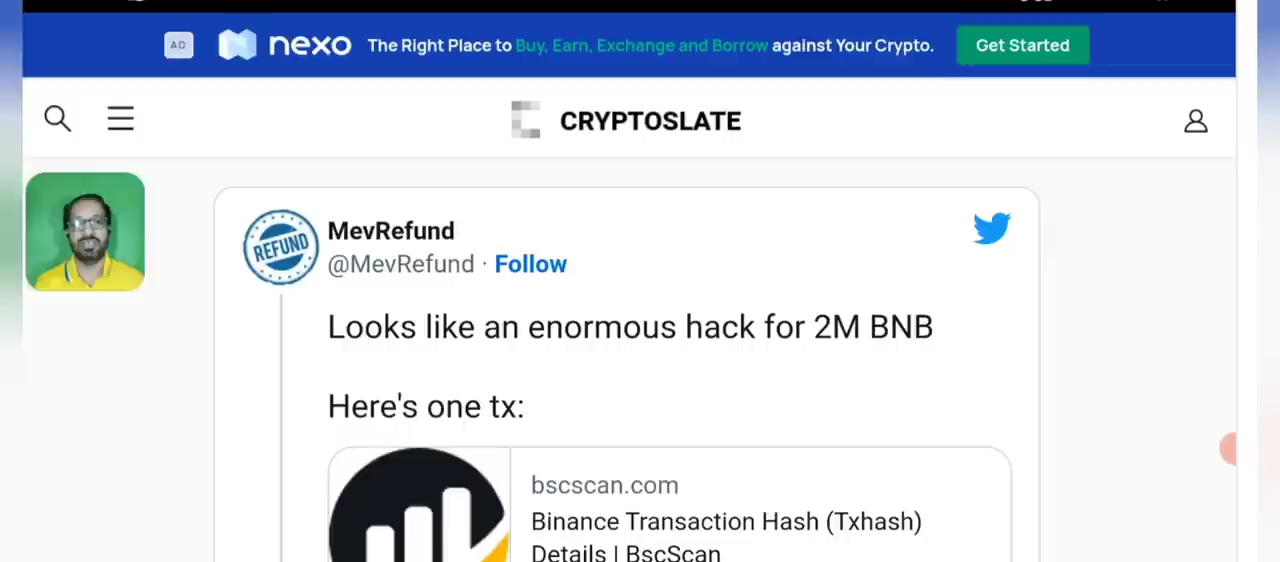 AD nexo The Right Place to Buy, Earn, Exchange and Borrow against Your Crypto. Get Started
CRYPTOSLATE
REFUND
MevRefund
@MevRefund · Follow
Looks like an enormous hack for 2M BNB
Here's one tx:
bscscan.com
Binance Transaction Hash (Txhash)
Details | BscScan